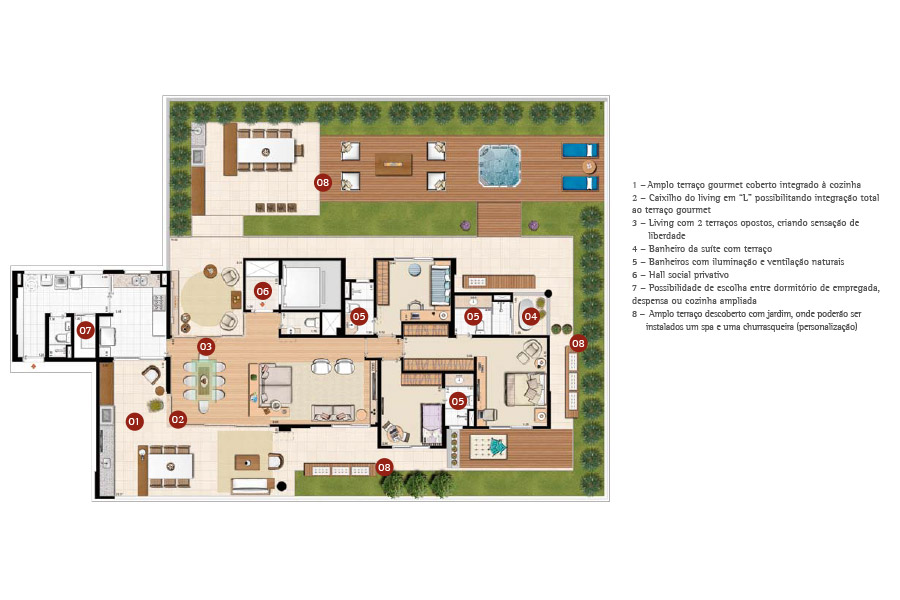 08
06
05
05
04
07
03
08
05
01
02
08
1 – Amplo terraço gourmet coberto integrado à cozinha
2 – Caixilho do living em “L” possibilitando integração total
ao terraço gourmet
3 – Living com 2 terraços opostos, criando sensação de
liberdade
4 – Banheiro da suíte com terraço
5 – Banheiros com iluminação e ventilação naturais
6 – Hall social privativo
7 – Possibilidade de escolha entre dormitório de empregada,
despensa ou cozinha ampliada
8 – Amplo terraço descoberto com jardim, onde poderão ser
instalados um spa e uma churrasqueira (personalização)